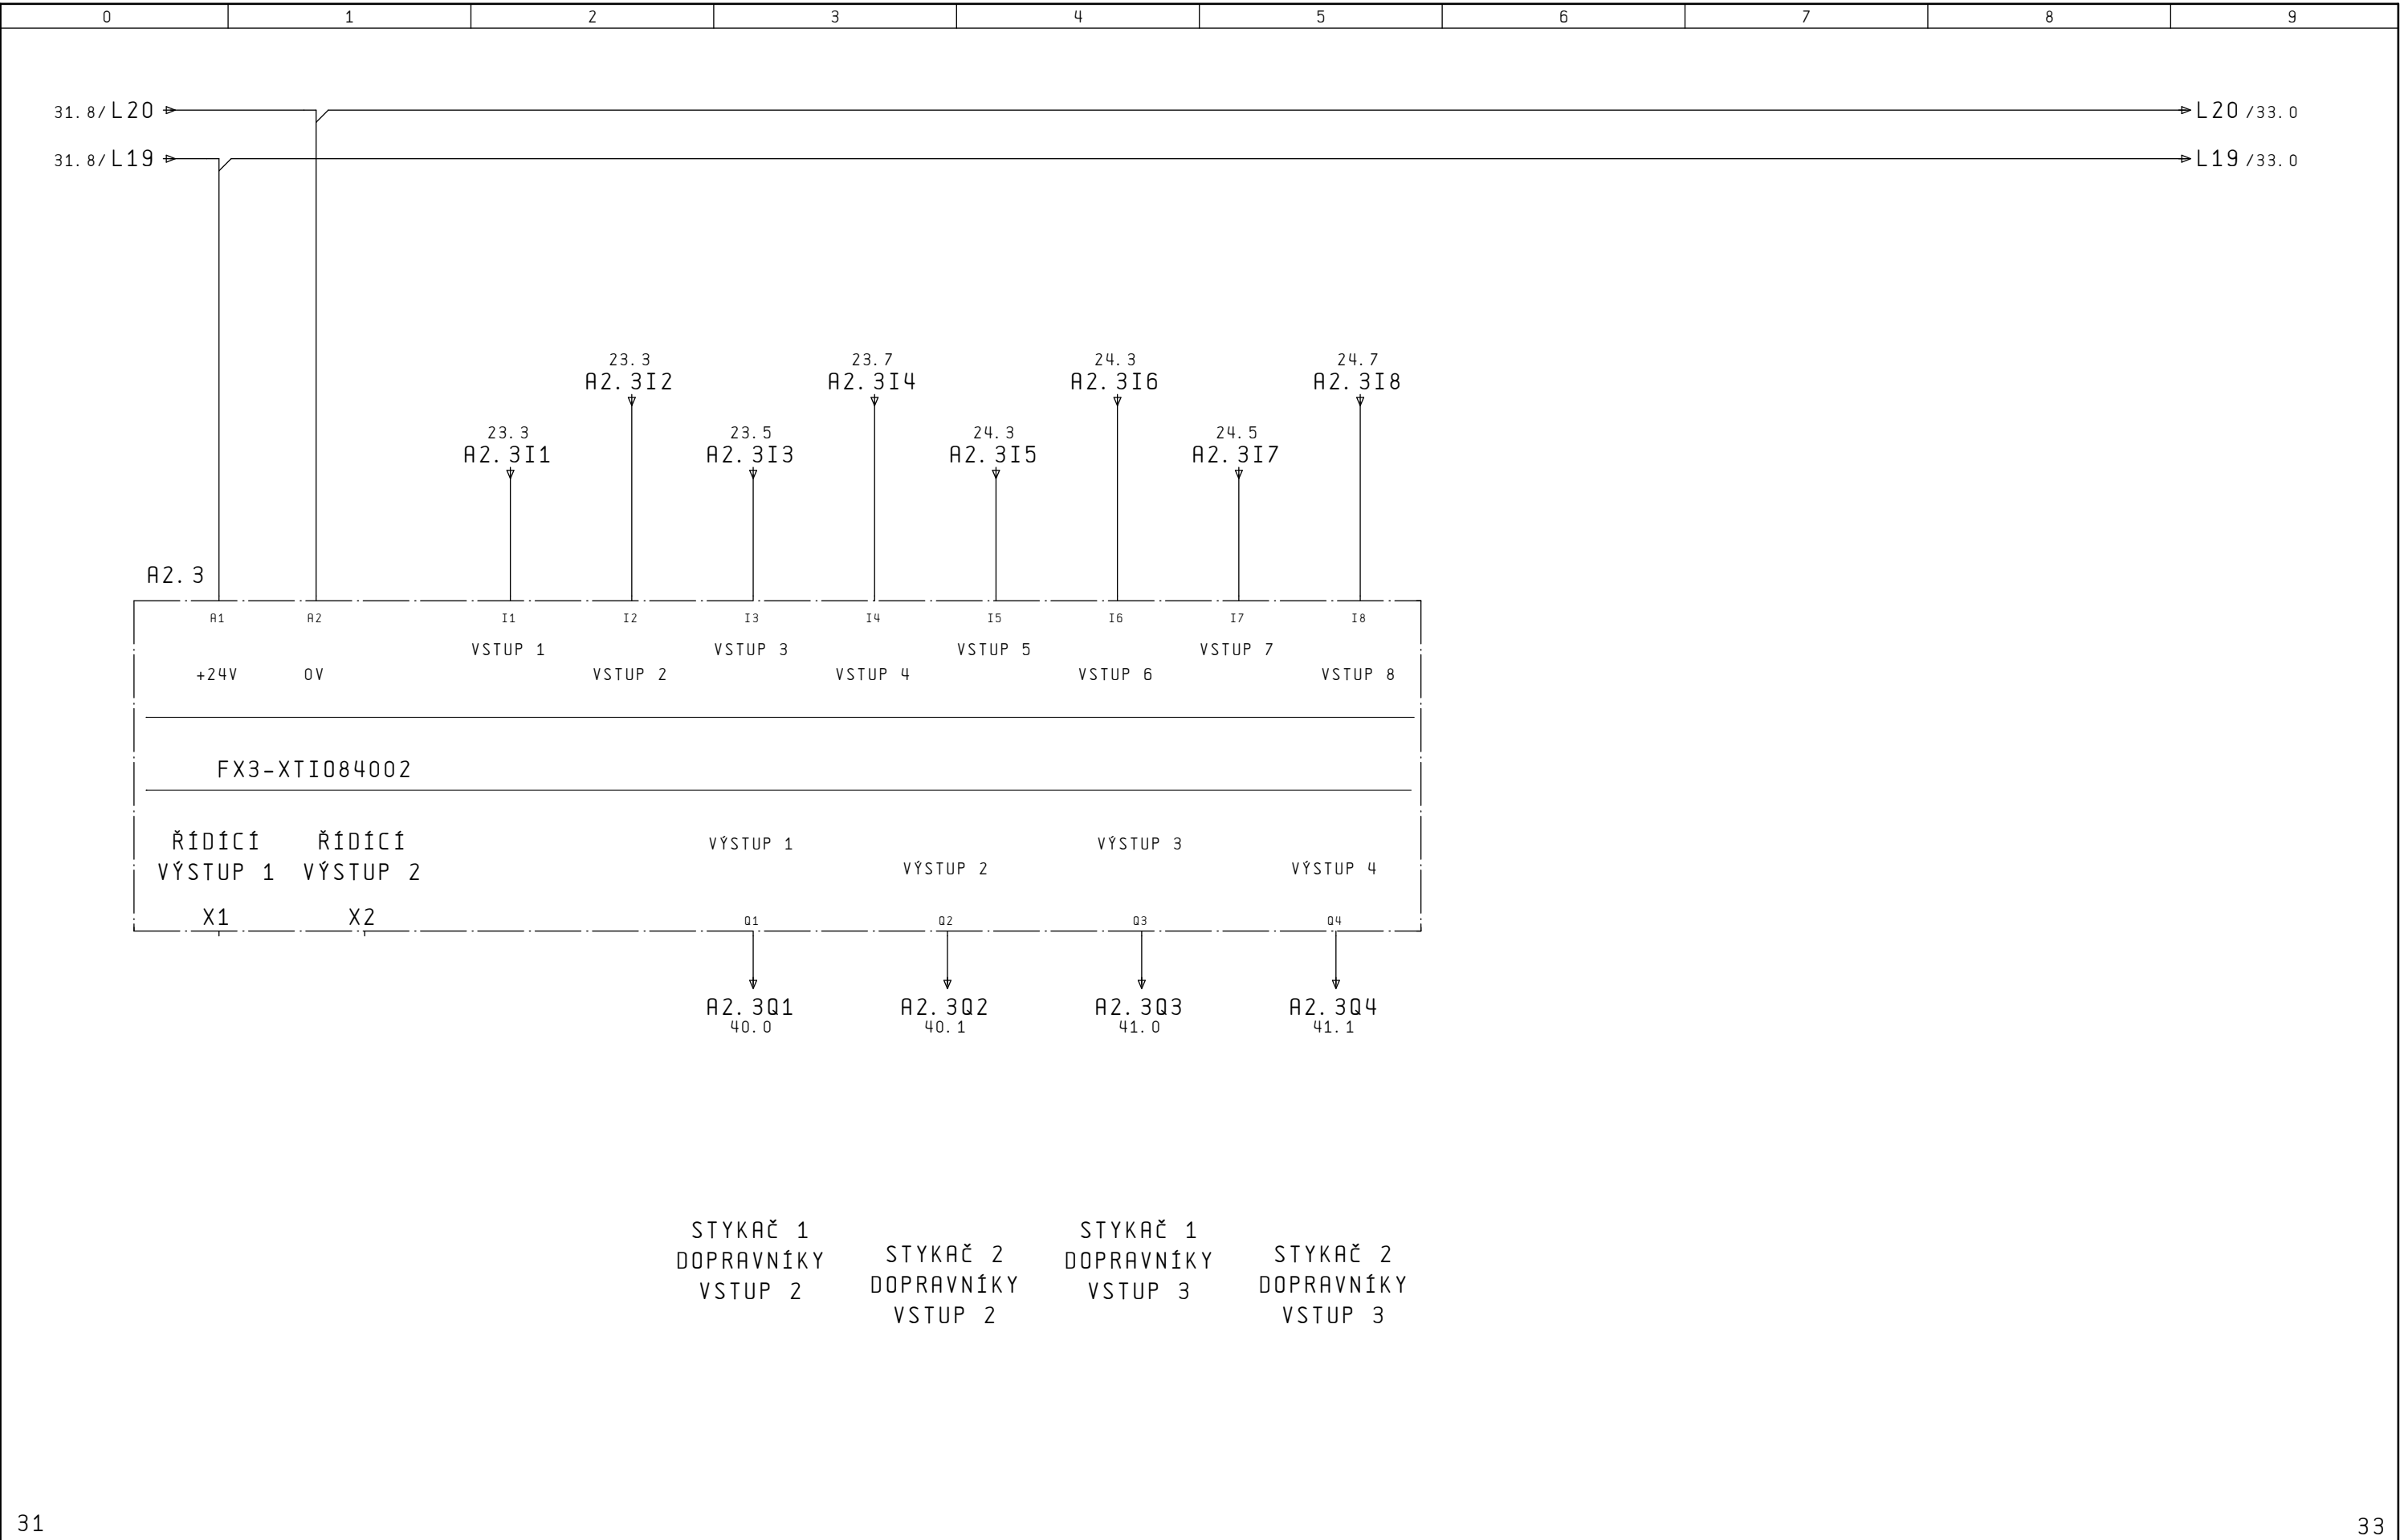 0 1 2 3 4 5 6 7 8 9
31.8/L20 L20/33.0
31.8/L19 L19/33.0
23.3 23.7 24.3 24.7
A2.3I2 A2.3I4 A2.3I6 A2.3I8
23.3 23.5 24.3 24.5
A2.3I1 A2.3I3 A2.3I5 A2.3I7
A2.3
A1 A2 I1 I2 I3 I4 I5 I6 I7 I8
VSTUP 1 VSTUP 3 VSTUP 5 VSTUP 7
+24V 0V VSTUP 2 VSTUP 4 VSTUP 6 VSTUP 8
FX3-XTIO84002
ŘÍDÍCÍ ŘÍDÍCÍ VÝSTUP 1 VÝSTUP 3
VÝSTUP 1 VÝSTUP 2 VÝSTUP 2 VÝSTUP 4
X1 X2 Q1 Q2 Q3 Q4
A2.3Q1 A2.3Q2 A2.3Q3 A2.3Q4
40.0 40.1 41.0 41.1
STYKAČ 1
DOPRAVNÍKY
VSTUP 2
STYKAČ 2
DOPRAVNÍKY
VSTUP 2
STYKAČ 1
DOPRAVNÍKY
VSTUP 3
STYKAČ 2
DOPRAVNÍKY
VSTUP 3
31 33